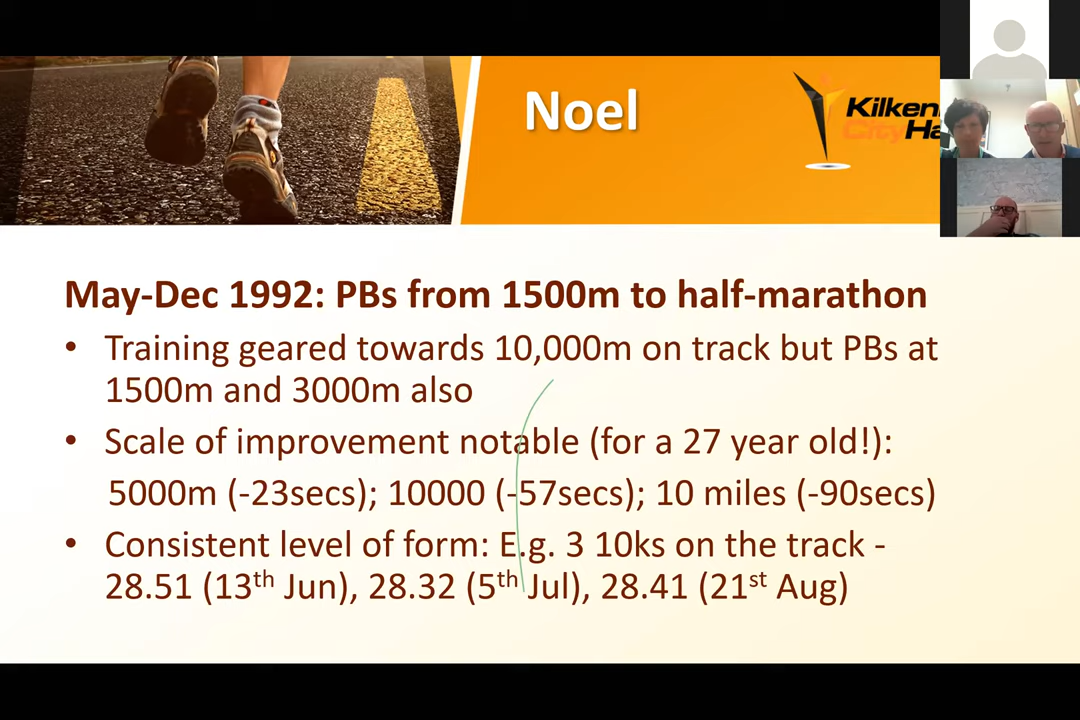 Noel
Kilken
City Ha
May-Dec 1992: PBs from 1500m to half-marathon
• Training geared towards 10,000m on track but PBs at
1500m and 3000m also
• Scale of improvement notable (for a 27 year old!):
5000m (-23secs); 10000 (-57secs); 10 miles (-90secs)
• Consistent level of form: E.g. 3 10ks on the track -
28.51 (13th Jun), 28.32 (5th Jul), 28.41 (21st Aug)